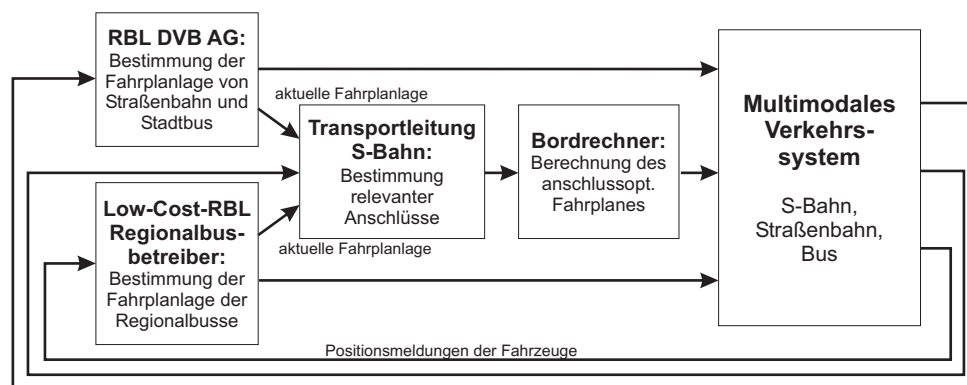 RBL DVB AG:
Bestimmung der
Fahrplanlage von
Straßenbahn und
Stadtbus
aktuelle Fahrplanlage
Transportleitung
S-Bahn:
Bestimmung
relevanter
Anschlüsse
Bordrechner:
Berechnung des
anschlussopt.
Fahrplanes
Multimodales
Verkehrs-
system
S-Bahn,
Straßenbahn,
Bus
Low-Cost-RBL
Regionalbus-
betreiber:
Bestimmung der
Fahrplanlage der
Regionalbusse
aktuelle Fahrplanlage
Positionsmeldungen der Fahrzeuge